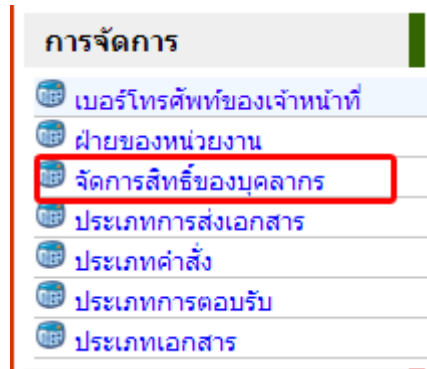 การจัดการ
เบอร์โทรศัพท์ของเจ้าหน้าที่
ฝ่ายของหน่วยงาน
จัดการสิทธิ์ของบุคลากร
ประเภทการส่งเอกสาร
ประเภทคำสั่ง
ประเภทการตอบรับ
ประเภทเอกสาร